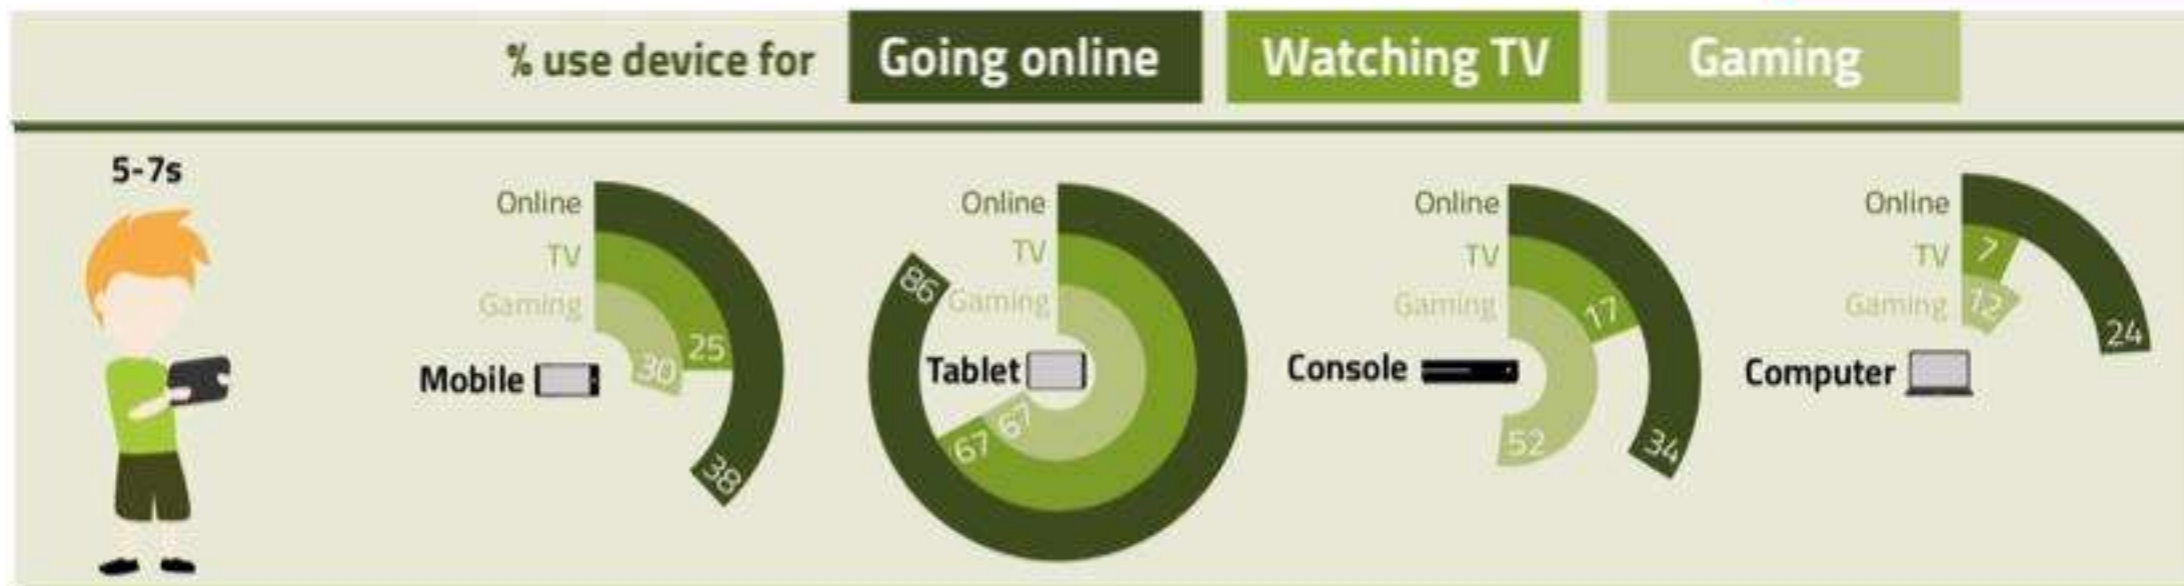 % use device for Going online Watching TV Gaming
5-7s
Online
TV
Gaming
Mobile
25
30
38
Online
TV
Gaming
Tablet
86
67
67
Online
TV
Gaming
Console
17
52
34
Online
TV
Gaming
Computer
7
12
24